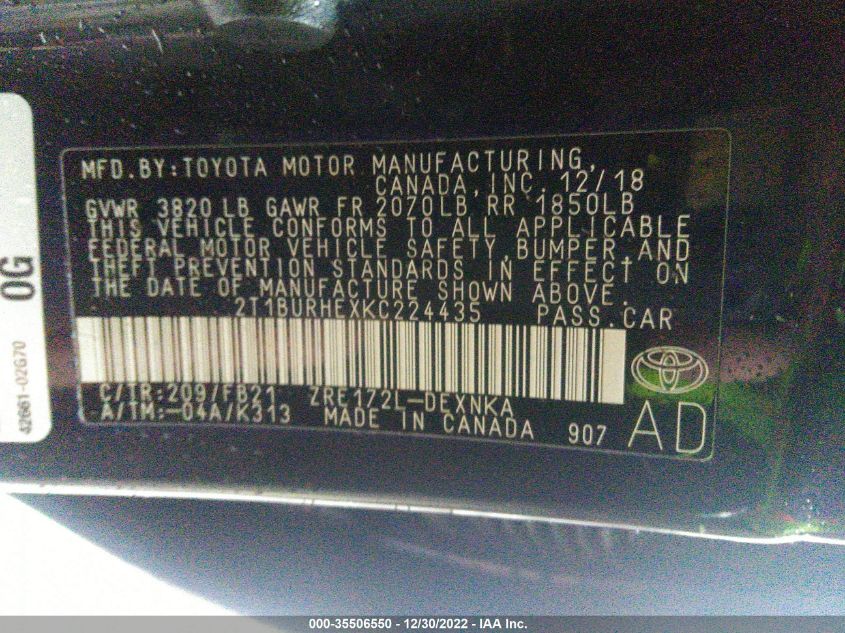 MFD.BY:TOYOTA MOTOR MANUFACTURING,
CANADA,INC. 12/18
GVWR 3820 LB GAWR FR 2070LB RR 1850LB
THIS VEHICLE CONFORMS TO ALL APPLICABLE
FEDERAL MOTOR VEHICLE SAFETY,BUMPER,AND
THEFT PREVENTION STANDARDS IN EFFECT ON
THE DATE OF MANUFACTURE SHOWN ABOVE.
2T1BURHEXKC224435 PASS.CAR
C/TR:209/FB21 ZRE172L-DEXNKA
A/TM:-04A/K313 MADE IN CANADA 907 AD
0G
42661-02G70
000-35506550 - 12/30/2022 - IAA Inc.